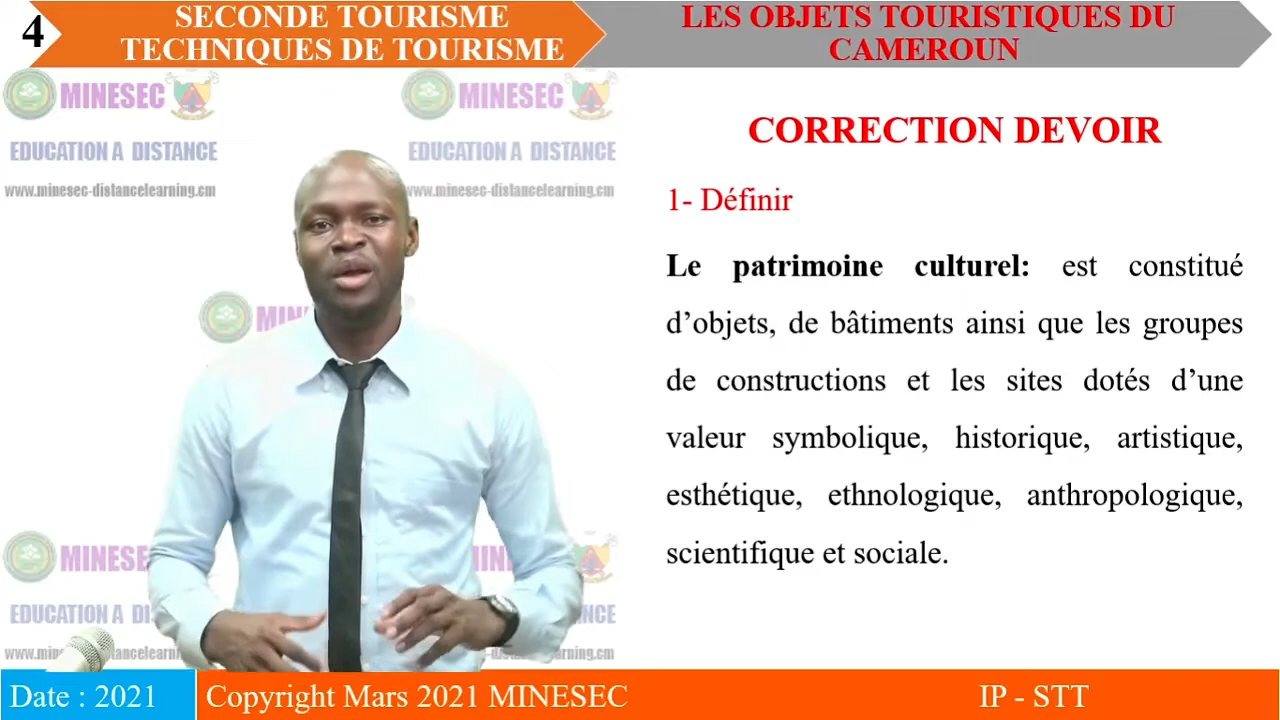 4
SECONDE TOURISME
TECHNIQUES DE TOURISME
LES OBJETS TOURISTIQUES DU
CAMEROUN
MINESEC
EDUCATION A DISTANCE
www.minesec-distancelearning.cm
MINESEC
EDUCATION A DISTANCE
www.minesec-distancelearning.cm
CORRECTION DEVOIR
1- Définir
Le patrimoine culturel: est constitué
d’objets, de bâtiments ainsi que les groupes
de constructions et les sites dotés d’une
valeur symbolique, historique, artistique,
esthétique, ethnologique, anthropologique,
scientifique et sociale.
Date : 2021
Copyright Mars 2021 MINESEC
IP - STT